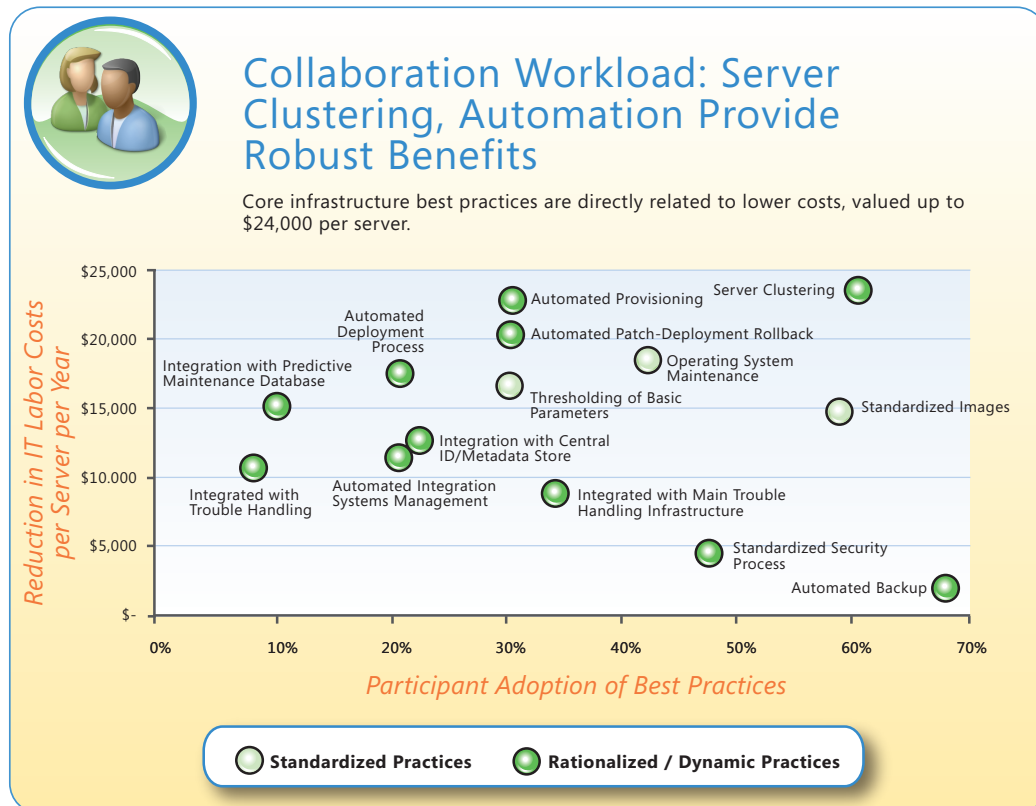 Collaboration Workload: Server
Clustering, Automation Provide
Robust Benefits
Core infrastructure best practices are directly related to lower costs, valued up to
$24,000 per server.
Reduction in IT Labor Costs
per Server per Year
$25,000
$20,000
$15,000
$10.000
$5,000
$-
Automated Provisioning
Server Clustering
Automated
Deployment
Process
Automated Patch-Deployment Rollback
Integration with Predictive
Maintenance Database
Operating System
Maintenance
Thresholding of Basic
Parameters
Standardized Images
Integration with Central
ID/Metadata Store
Integrated with
Trouble Handling
Automated Integration
Systems Management
Integrated with Main Trouble
Handling Infrastructure
Standardized Security
Process
Automated Backup
0%
10%
20%
30%
40%
50%
60%
70%
Participant Adoption of Best Practices
Standardized Practices
Rationalized / Dynamic Practices